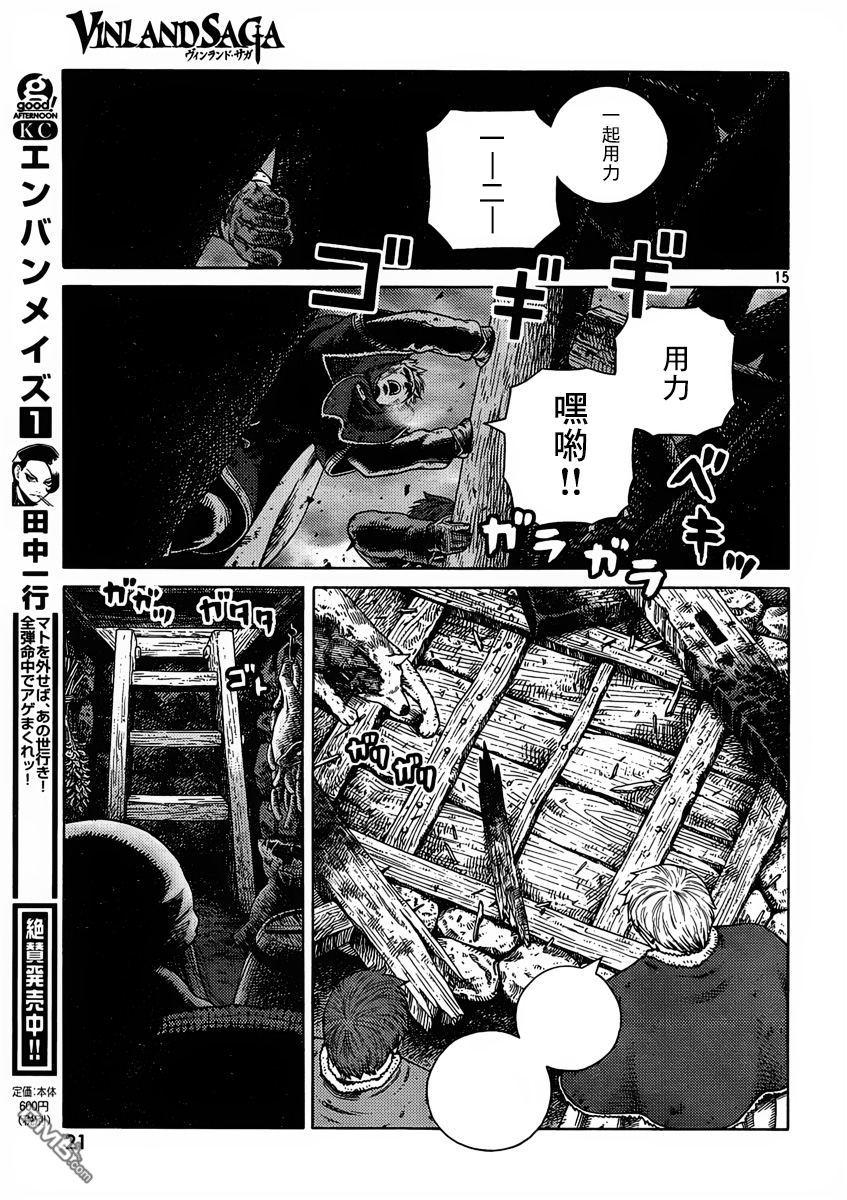 VINLAND SAGA
ヴィンランド・サガ
一起用力
一——二——
15
ギギゴ
用力
嘿喲!!
ベキッ
ガラガラ
ガガッ
ガタタ
ゴト
ガリガリ
good!
AFTERNOON
KC
エンバンメイズ 1
田中一行
マトを外せば、あの世行き!
全弾命中でアゲまくれッ!
絶賛発売中!!
定価:本体
600円
21